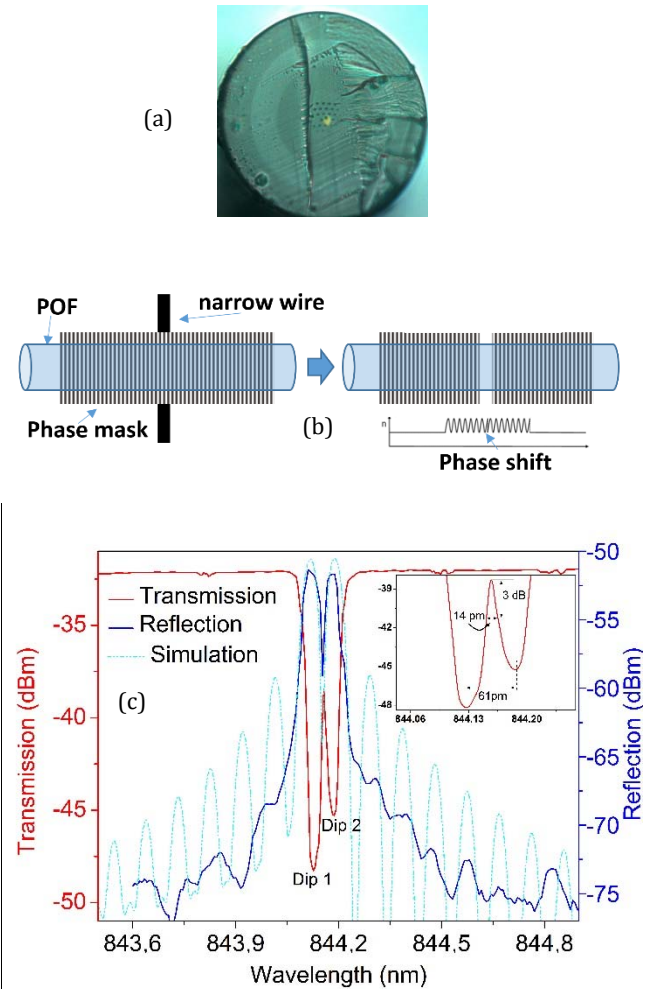 (a)
POF
narrow wire
Phase mask
(b)
n
Phase shift
-50
-35
-55
-39
Transmission
3 dB
Reflection
-42
14 pm
Simulation
-60
-45
(c)
61pm
-40
-48
844.06
844.13
844.20
-65
Transmission (dBm)
Reflection (dBm)
-45
-70
Dip 2
Dip 1
-50
-75
843,6
843,9
844,2
844,5
844,8
Wavelength (nm)